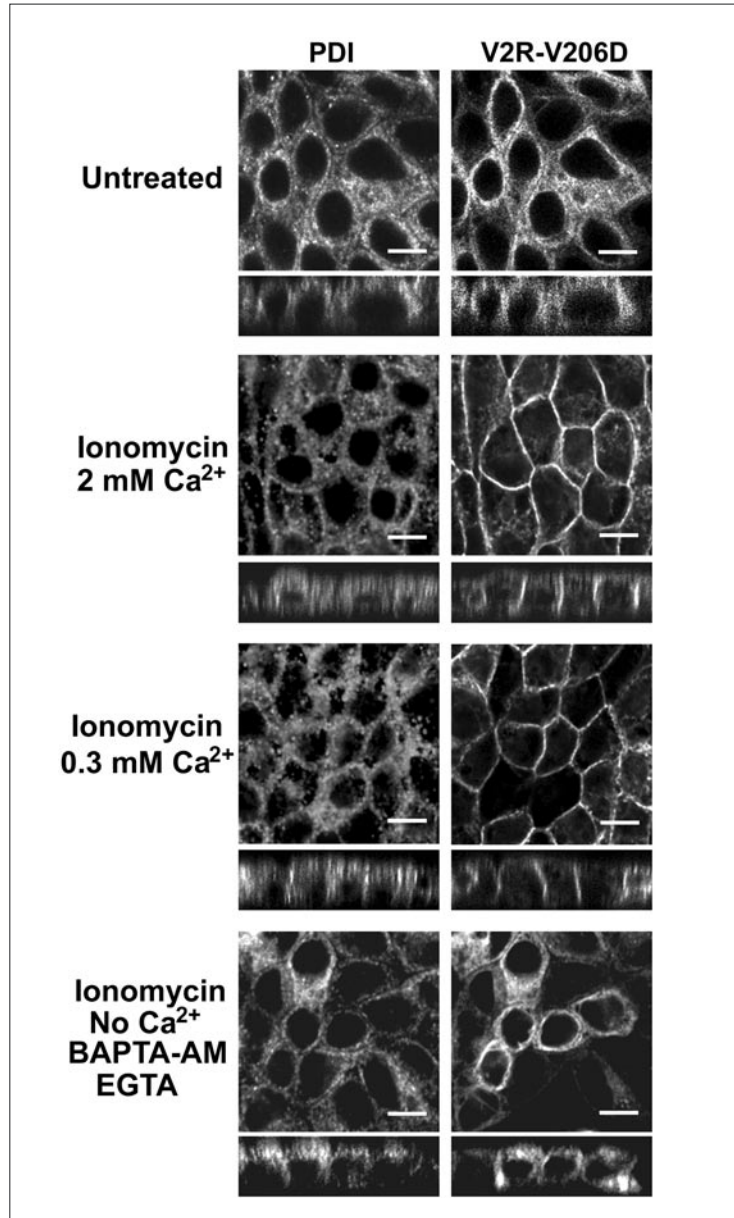 PDI V2R-V206D
Untreated
Ionomycin
2 mM Ca²⁺
Ionomycin
0.3 mM Ca²⁺
Ionomycin
No Ca²⁺
BAPTA-AM
EGTA